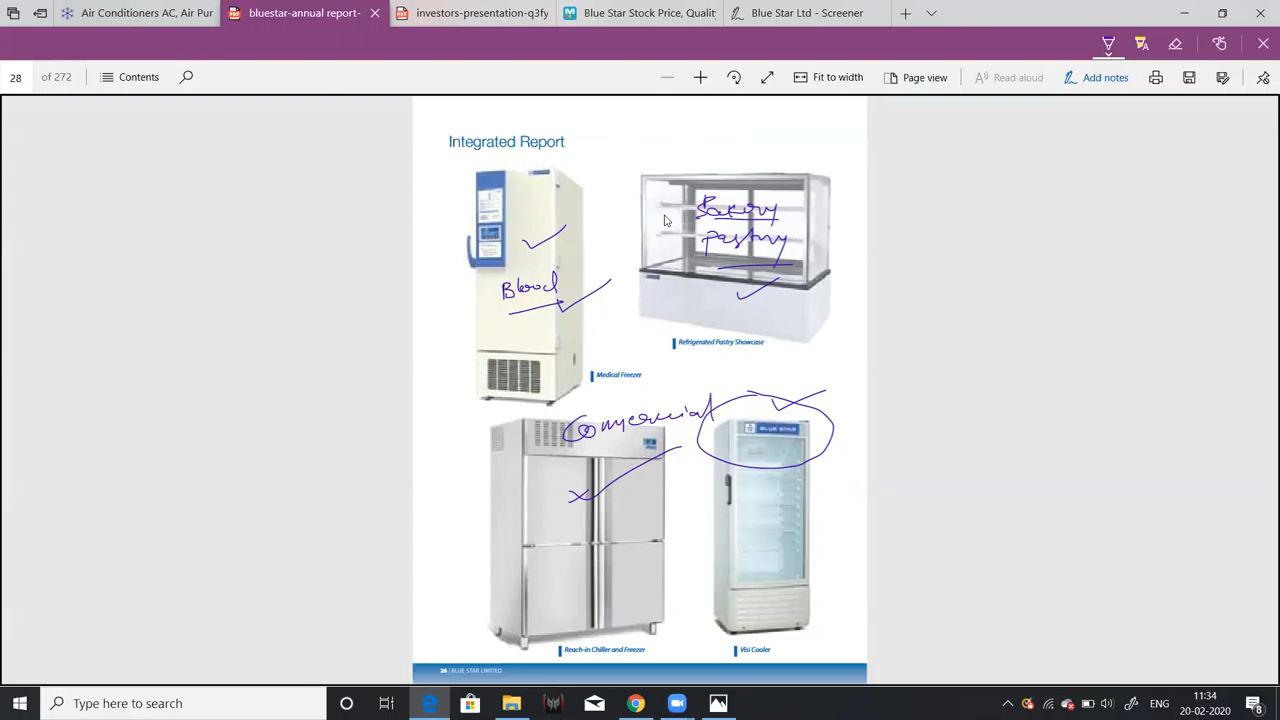 Air Conditioners AC, Air Pur
bluestar-annual report-
investors-presentation-q3fy
Blue Star Stock Price, Qualit
Blue Star Ltd - Screener
28 of 272
Contents
Fit to width
Page view
Read aloud
Add notes
Integrated Report
Bakery
pastry
Blood
Refrigerated Pastry Showcase
Medical Freezer
Commercial
BLUE STAR
Reach-in Chiller and Freezer
Visi Cooler
26 | BLUE STAR LIMITED
Type here to search
ENG
11:34
20-02-2020
8